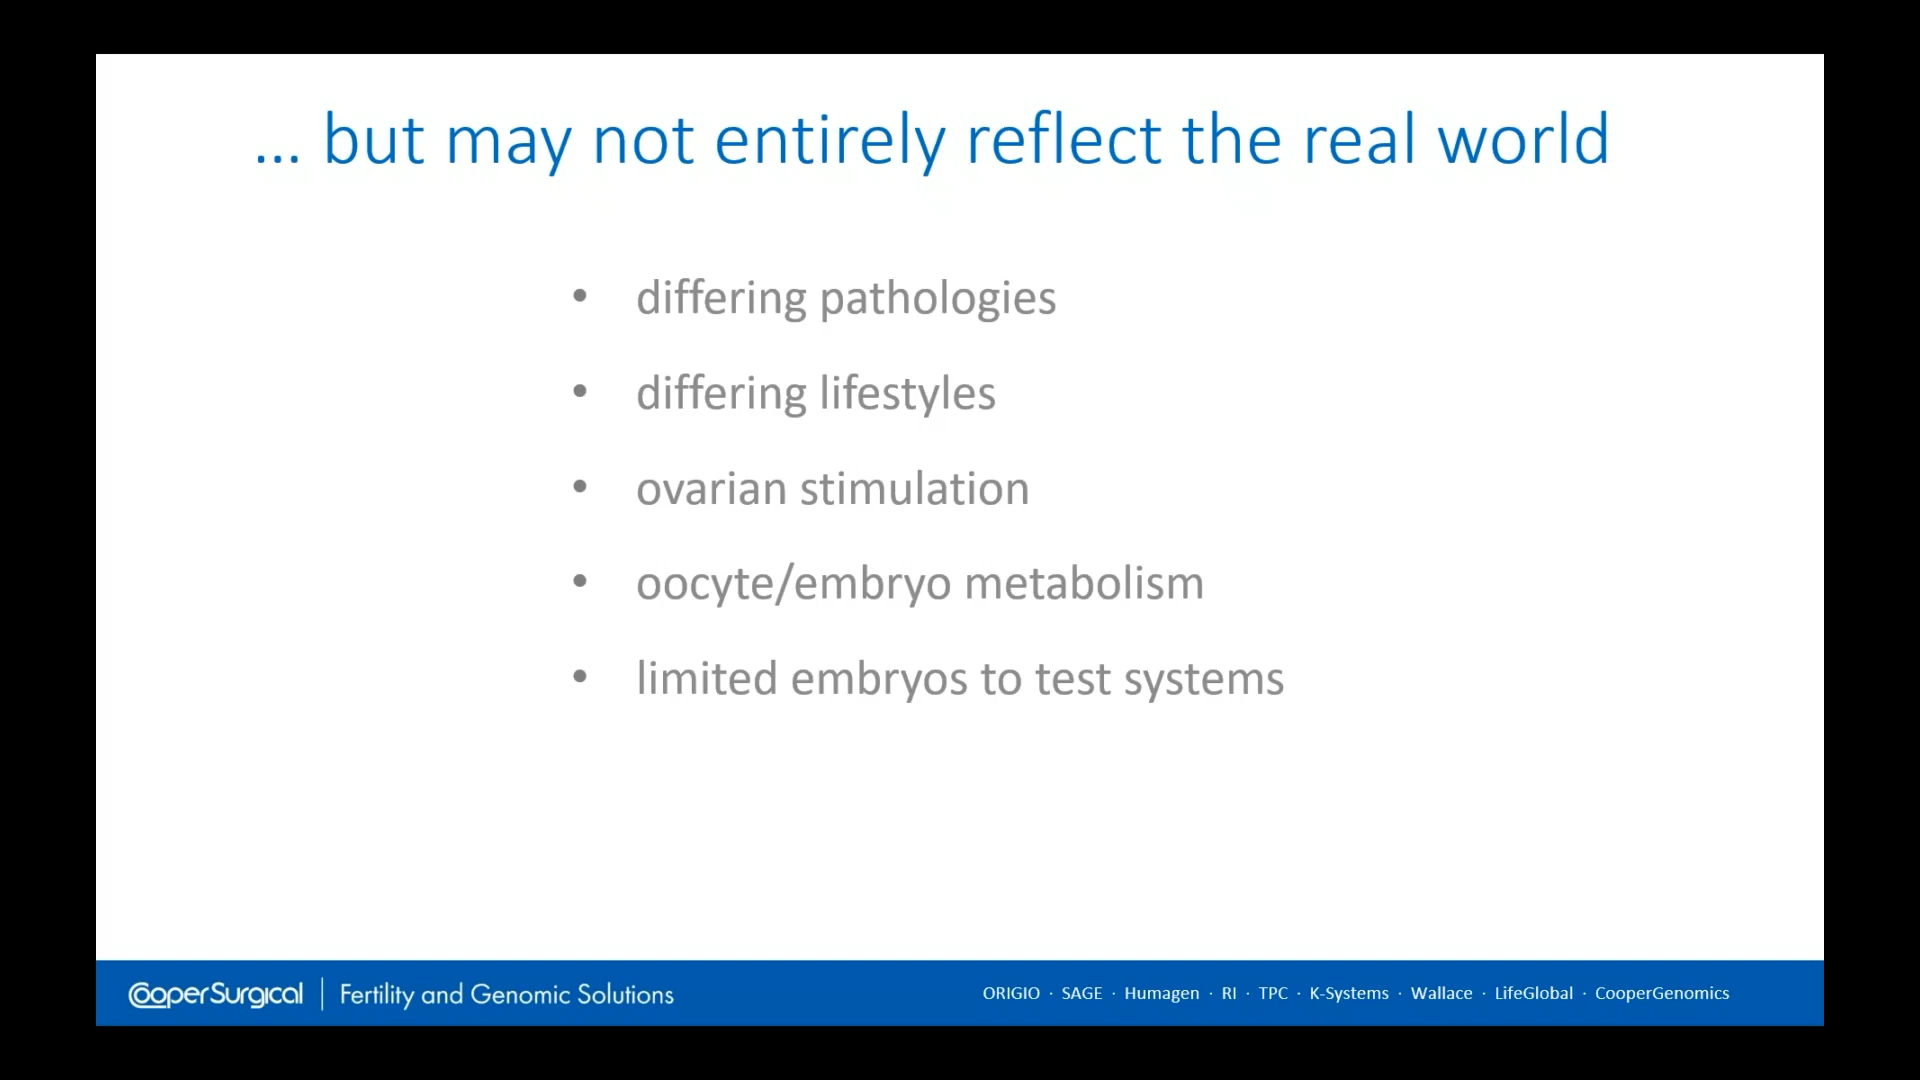 ... but may not entirely reflect the real world
• differing pathologies
• differing lifestyles
• ovarian stimulation
• oocyte/embryo metabolism
• limited embryos to test systems
CooperSurgical | Fertility and Genomic Solutions
ORIGIO · SAGE · Humagen · RI · TPC · K-Systems · Wallace · LifeGlobal · CooperGenomics